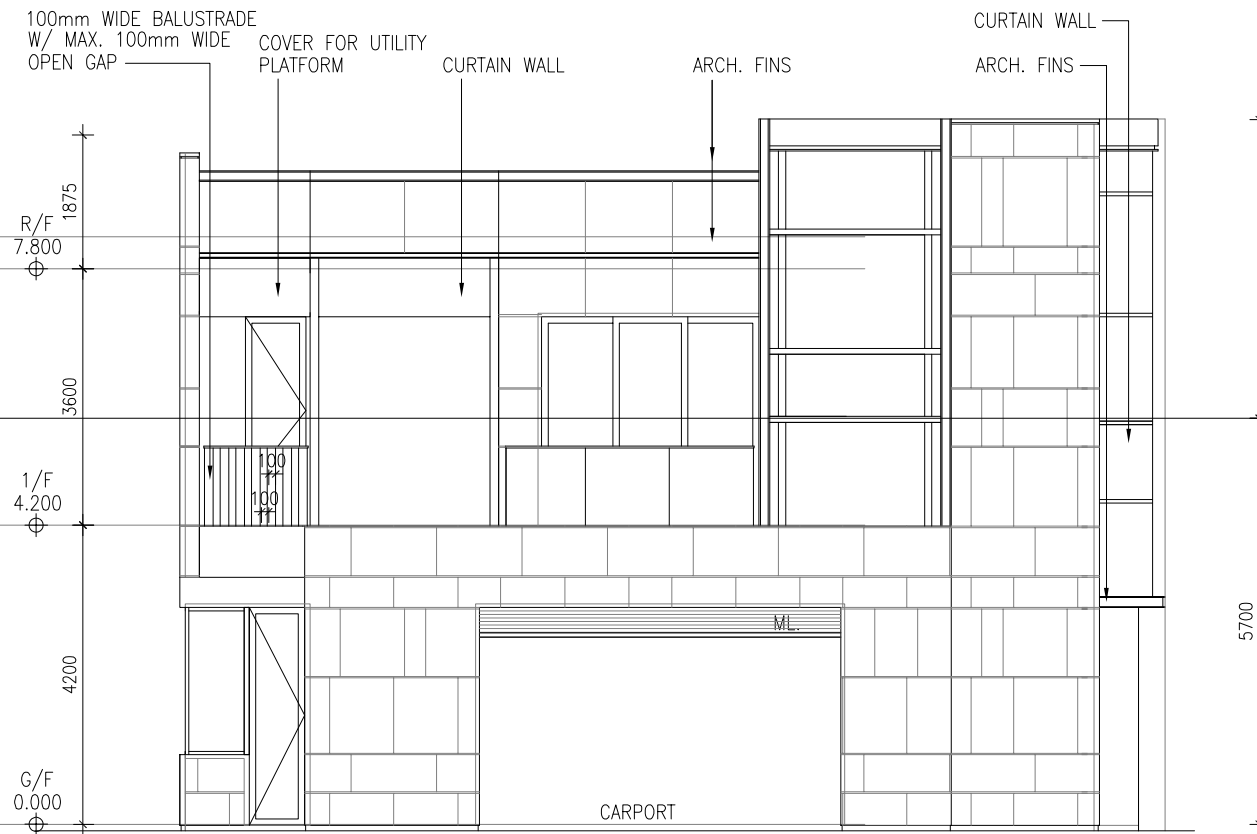 100mm WIDE BALUSTRADE
W/ MAX. 100mm WIDE
OPEN GAP
COVER FOR UTILITY
PLATFORM
CURTAIN WALL
ARCH. FINS
CURTAIN WALL
ARCH. FINS
1875
R/F
7.800
3600
100
100
1/F
4.200
ML.
4200
5700
G/F
0.000
CARPORT